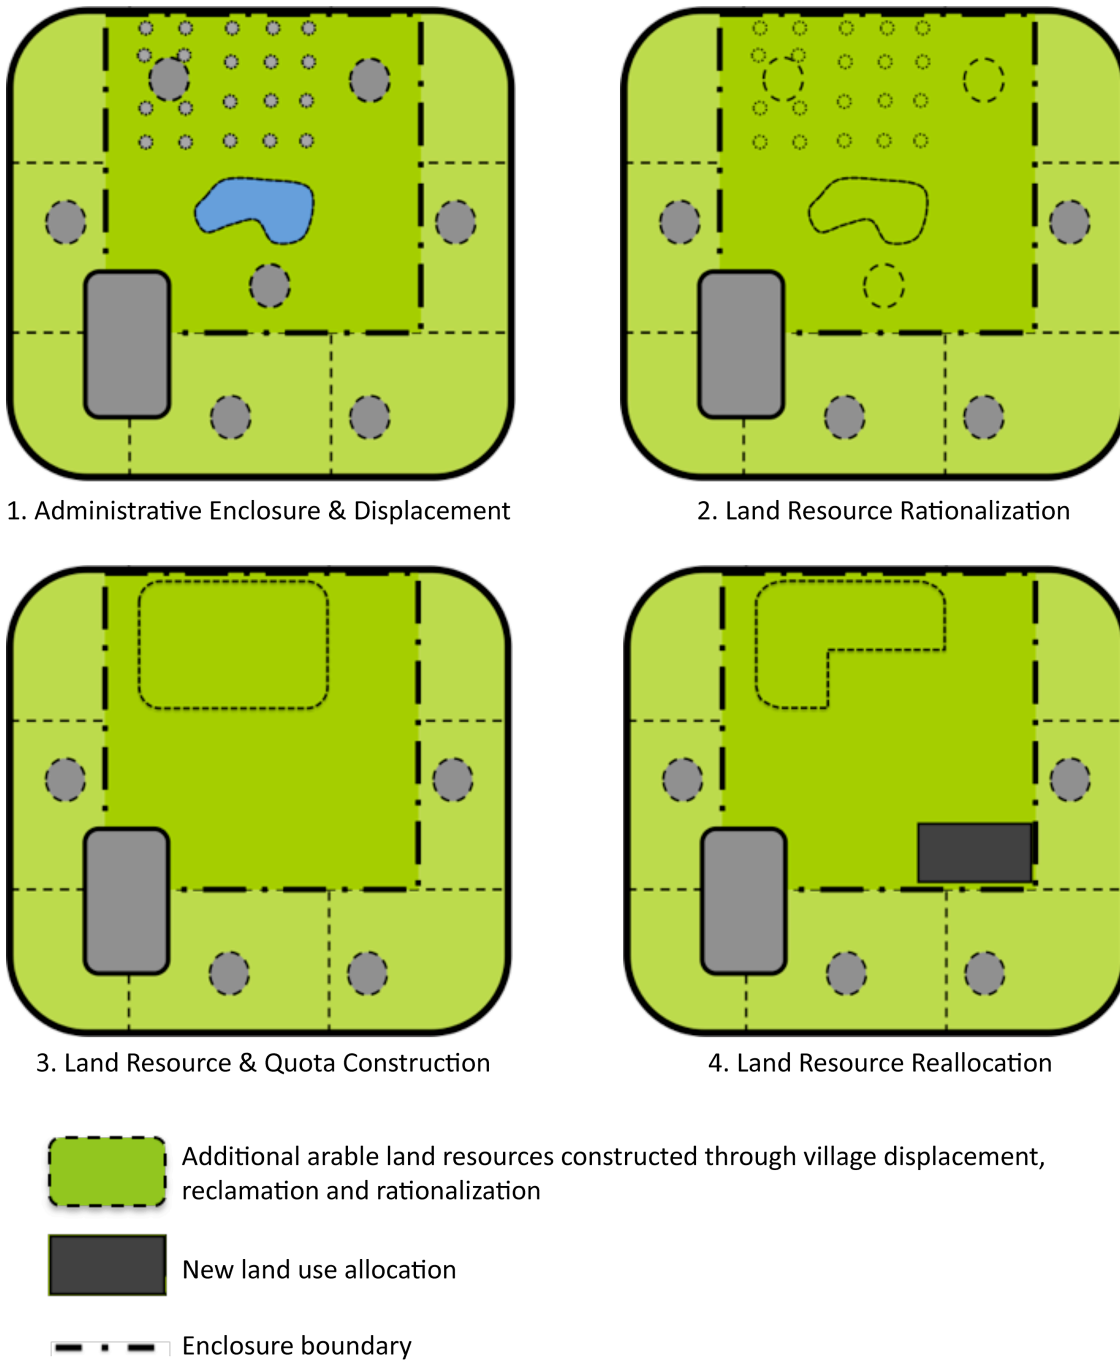 1. Administrative Enclosure & Displacement
2. Land Resource Rationalization
3. Land Resource & Quota Construction
4. Land Resource Reallocation
Additional arable land resources constructed through village displacement,
reclamation and rationalization
New land use allocation
Enclosure boundary